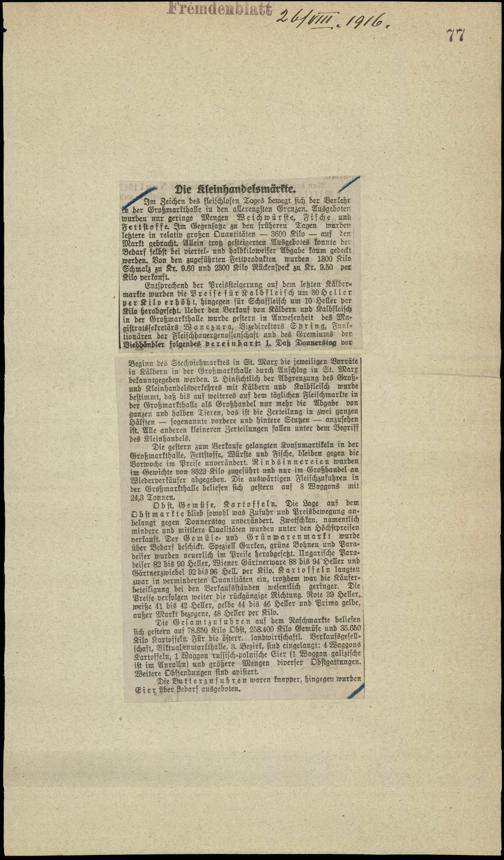 Fremdenblatt
26/VIII. 1916.
77
Die Kleinhandelsmärkte.
Im Zeichen des fleischlosen Tages bewegt sich der Verkehr
in der Großmarkthalle in den allerengsten Grenzen. Ausgeboten
wurden nur geringe Mengen Weichwürste, Fische und
Fettstoffe. Im Gegensatze zu den früheren Tagen wurden
letztere in relativ großen Quantitäten — 3600 Kilo — auf den
Markt gebracht. Allein trotz gesteigerten Ausgebotes konnte der
Bedarf selbst bei viertel- und halbkiloweiser Abgabe kaum gedeckt
werden. Von den zugeführten Fettprodukten wurden 1300 Kilo
Schmalz zu Kr. 9.60 und 2300 Kilo Rückenspeck zu Kr. 9.50 per
Kilo verkauft.
Entsprechend der Preissteigerung auf dem letzten Kälber-
markte wurden die Preise für Kalbfleisch um 30 Heller
per Kilo erhöht, hingegen für Schaffleisch um 10 Heller per
Kilo herabgesetzt. Ueber den Verkauf von Kälbern und Kalbfleisch
in der Großmarkthalle wurde gestern in Anwesenheit des Ma-
gistratssekretärs Wanczura, Vizedirektors Spring, Funk-
tionären der Fleischhauergenossenschaft und des Gremiums der
Viehhändler folgendes vereinbart: 1. Daß Donnerstag vor
Beginn des Stechviehmarktes in St. Marx die jeweiligen Vorräte
in Kälbern in der Großmarkthalle durch Anschlag in St. Marx
bekanntgegeben werden. 2. Hinsichtlich der Abgrenzung des Groß-
und Kleinhandelsverkehres mit Kälbern und Kalbfleisch wurde
bestimmt, daß bis auf weiteres auf dem täglichen Fleischmarkte in
der Großmarkthalle als Großhandel nur mehr die Abgabe von
ganzen und halben Tieren, das ist die Zerteilung in zwei ganzen
Hälften — sogenannte vordere und hintere Stutzen — anzusehen
ist. Alle anderen kleineren Zerteilungen fallen unter dem Begriff
des Kleinhandels.
Die gestern zum Verkaufe gelangten Konsumartikeln in der
Großmarkthalle, Fettstoffe, Würste und Fische, bleiben gegen die
Vorwoche im Preise unverändert. Rindsinnereien wurden
im Gewichte von 8323 Kilo zugeführt und nur im Großhandel an
Wiederverkäufer abgegeben. Die auswärtigen Fleischzufuhren in
der Großmarkthalle beliefen sich gestern auf 8 Waggons mit
24,3 Tonnen.
Obst, Gemüse, Kartoffeln. Die Lage auf dem
Obstmarkte blieb sowohl was Zufuhr und Preisbewegung an-
belangt gegen Donnerstag unverändert. Zwetschken, namentlich
mindere und mittlere Qualitäten wurden unter den Höchstpreisen
verkauft. Der Gemüse- und Grünwarenmarkt wurde
über Bedarf beschickt. Speziell Gurken, grüne Bohnen und Para-
deiser wurden neuerlich im Preise herabgesetzt. Ungarische Para-
deiser 82 bis 90 Heller, Wiener Gärtnerware 88 bis 94 Heller und
Gärtnerzwiebel 92 bis 96 Hell. per Kilo. Kartoffeln langten
zwar in verminderten Quantitäten ein, trotzdem war die Käufer-
beteiligung bei den Verkaufsständen wesentlich geringer. Die
Preise verfolgen weiter die rückgängige Richtung. Rote 39 Heller,
weiße 41 bis 42 Heller, gelbe 44 bis 46 Heller und Prima gelbe,
außer Markt bezogene, 48 Heller per Kilo.
Die Gesamtzufuhren auf dem Naschmarkte beliefen
sich gestern auf 78.850 Kilo Obst, 258.400 Kilo Gemüse und 35.650
Kilo Kartoffeln. Für die österr. landwirtschaftl. Verkaufsgesell-
schaft, Viktualienmarkthalle, 3. Bezirk, sind eingelangt: 4 Waggons
Kartoffeln, 1 Waggon russisch-polnische Eier (1 Waggon galizische
ist im Anrollen) und größere Mengen diverser Obstgattungen.
Weitere Obstsendungen sind avisiert.
Die Butterzufuhren waren knapper, hingegen wurden
Eier über Bedarf ausgeboten.